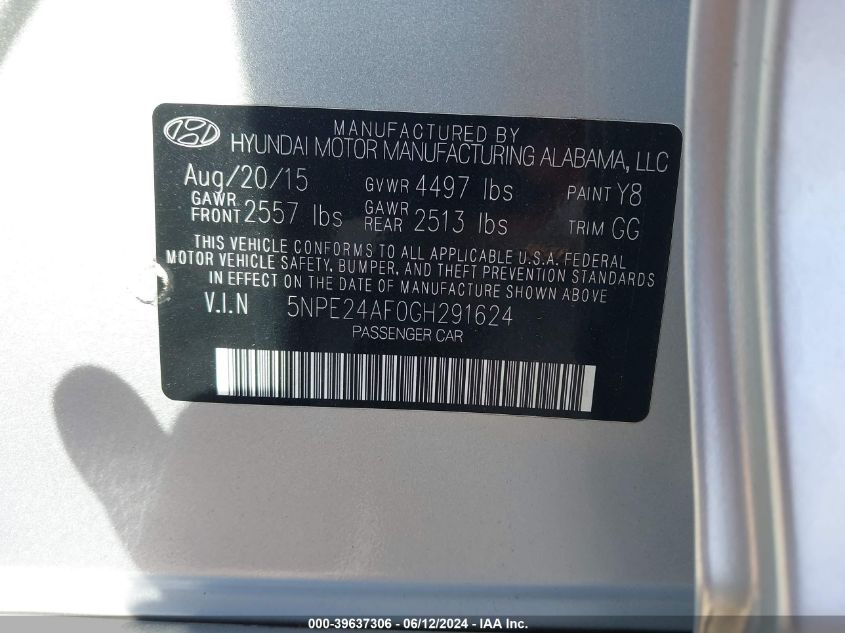 MANUFACTURED BY
HYUNDAI MOTOR MANUFACTURING ALABAMA, LLC
Aug/20/15 GVWR 4497 lbs PAINT Y8
GAWR FRONT 2557 lbs GAWR REAR 2513 lbs TRIM GG
THIS VEHICLE CONFORMS TO ALL APPLICABLE U.S.A. FEDERAL
MOTOR VEHICLE SAFETY, BUMPER, AND THEFT PREVENTION STANDARDS
IN EFFECT ON THE DATE OF MANUFACTURE SHOWN ABOVE
V.I.N 5NPE24AF0GH291624
PASSENGER CAR
000-39637306 - 06/12/2024 - IAA Inc.